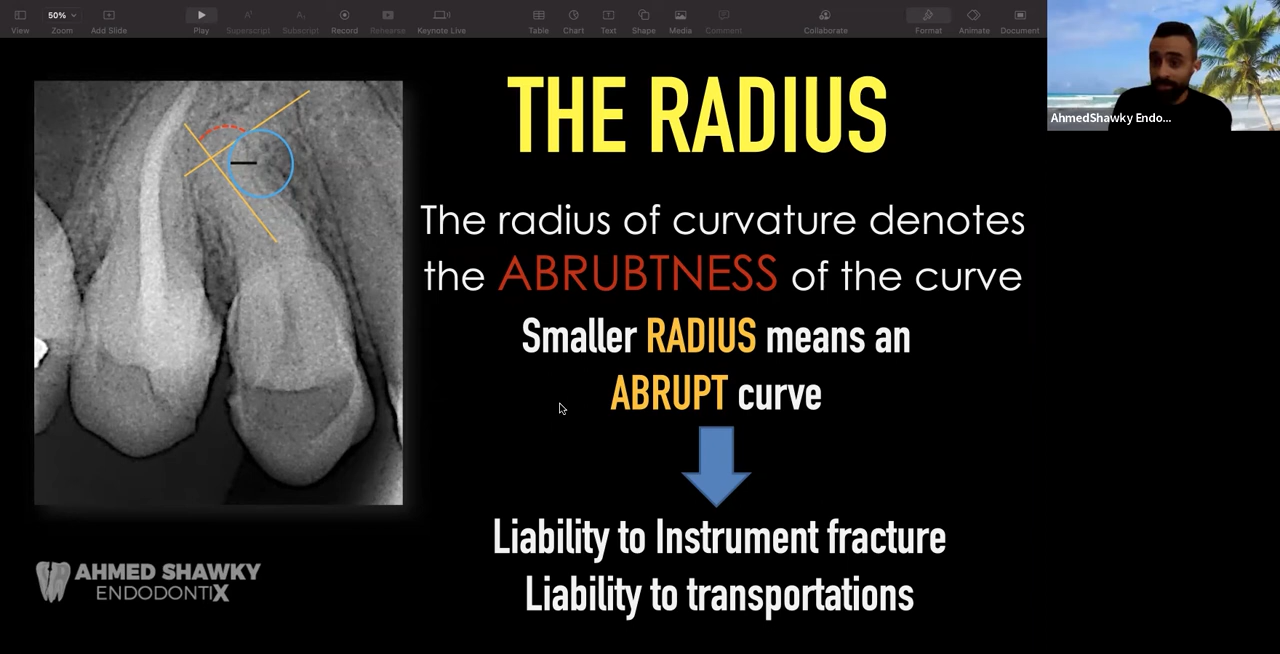 50%
View
Zoom
Add Slide
Play
Superscript
Subscript
Record
Rehearse
Keynote Live
Table
Chart
Text
Shape
Media
Comment
Collaborate
Format
Animate
Document
AhmedShawky Endo...
THE RADIUS
The radius of curvature denotes
the ABRUBTNESS of the curve
Smaller RADIUS means an
ABRUPT curve
Liability to Instrument fracture
Liability to transportations
AHMED SHAWKY
ENDODONTIX